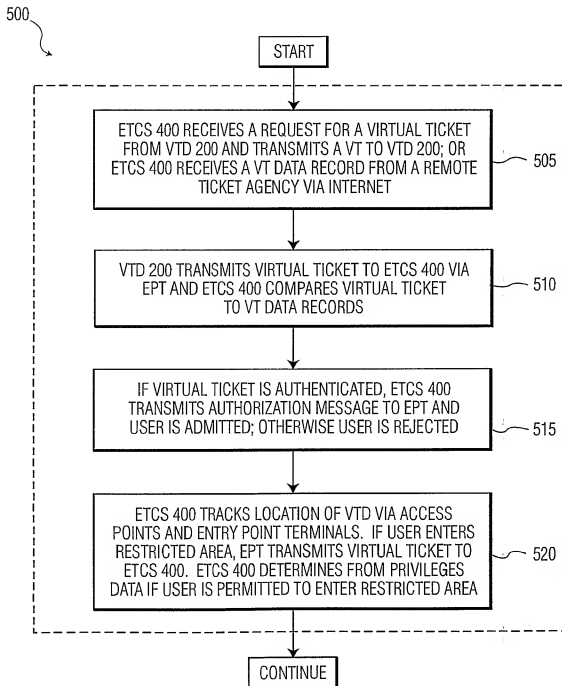 500
START
ETCS 400 RECEIVES A REQUEST FOR A VIRTUAL TICKET
FROM VTD 200 AND TRANSMITS A VT TO VTD 200; OR
ETCS 400 RECEIVES A VT DATA RECORD FROM A REMOTE
TICKET AGENCY VIA INTERNET
505
VTD 200 TRANSMITS VIRTUAL TICKET TO ETCS 400 VIA
EPT AND ETCS 400 COMPARES VIRTUAL TICKET
TO VT DATA RECORDS
510
IF VIRTUAL TICKET IS AUTHENTICATED, ETCS 400
TRANSMITS AUTHORIZATION MESSAGE TO EPT AND
USER IS ADMITTED; OTHERWISE USER IS REJECTED
515
ETCS 400 TRACKS LOCATION OF VTD VIA ACCESS
POINTS AND ENTRY POINT TERMINALS. IF USER ENTERS
RESTRICTED AREA, EPT TRANSMITS VIRTUAL TICKET TO
ETCS 400. ETCS 400 DETERMINES FROM PRIVILEGES
DATA IF USER IS PERMITTED TO ENTER RESTRICTED AREA
520
CONTINUE